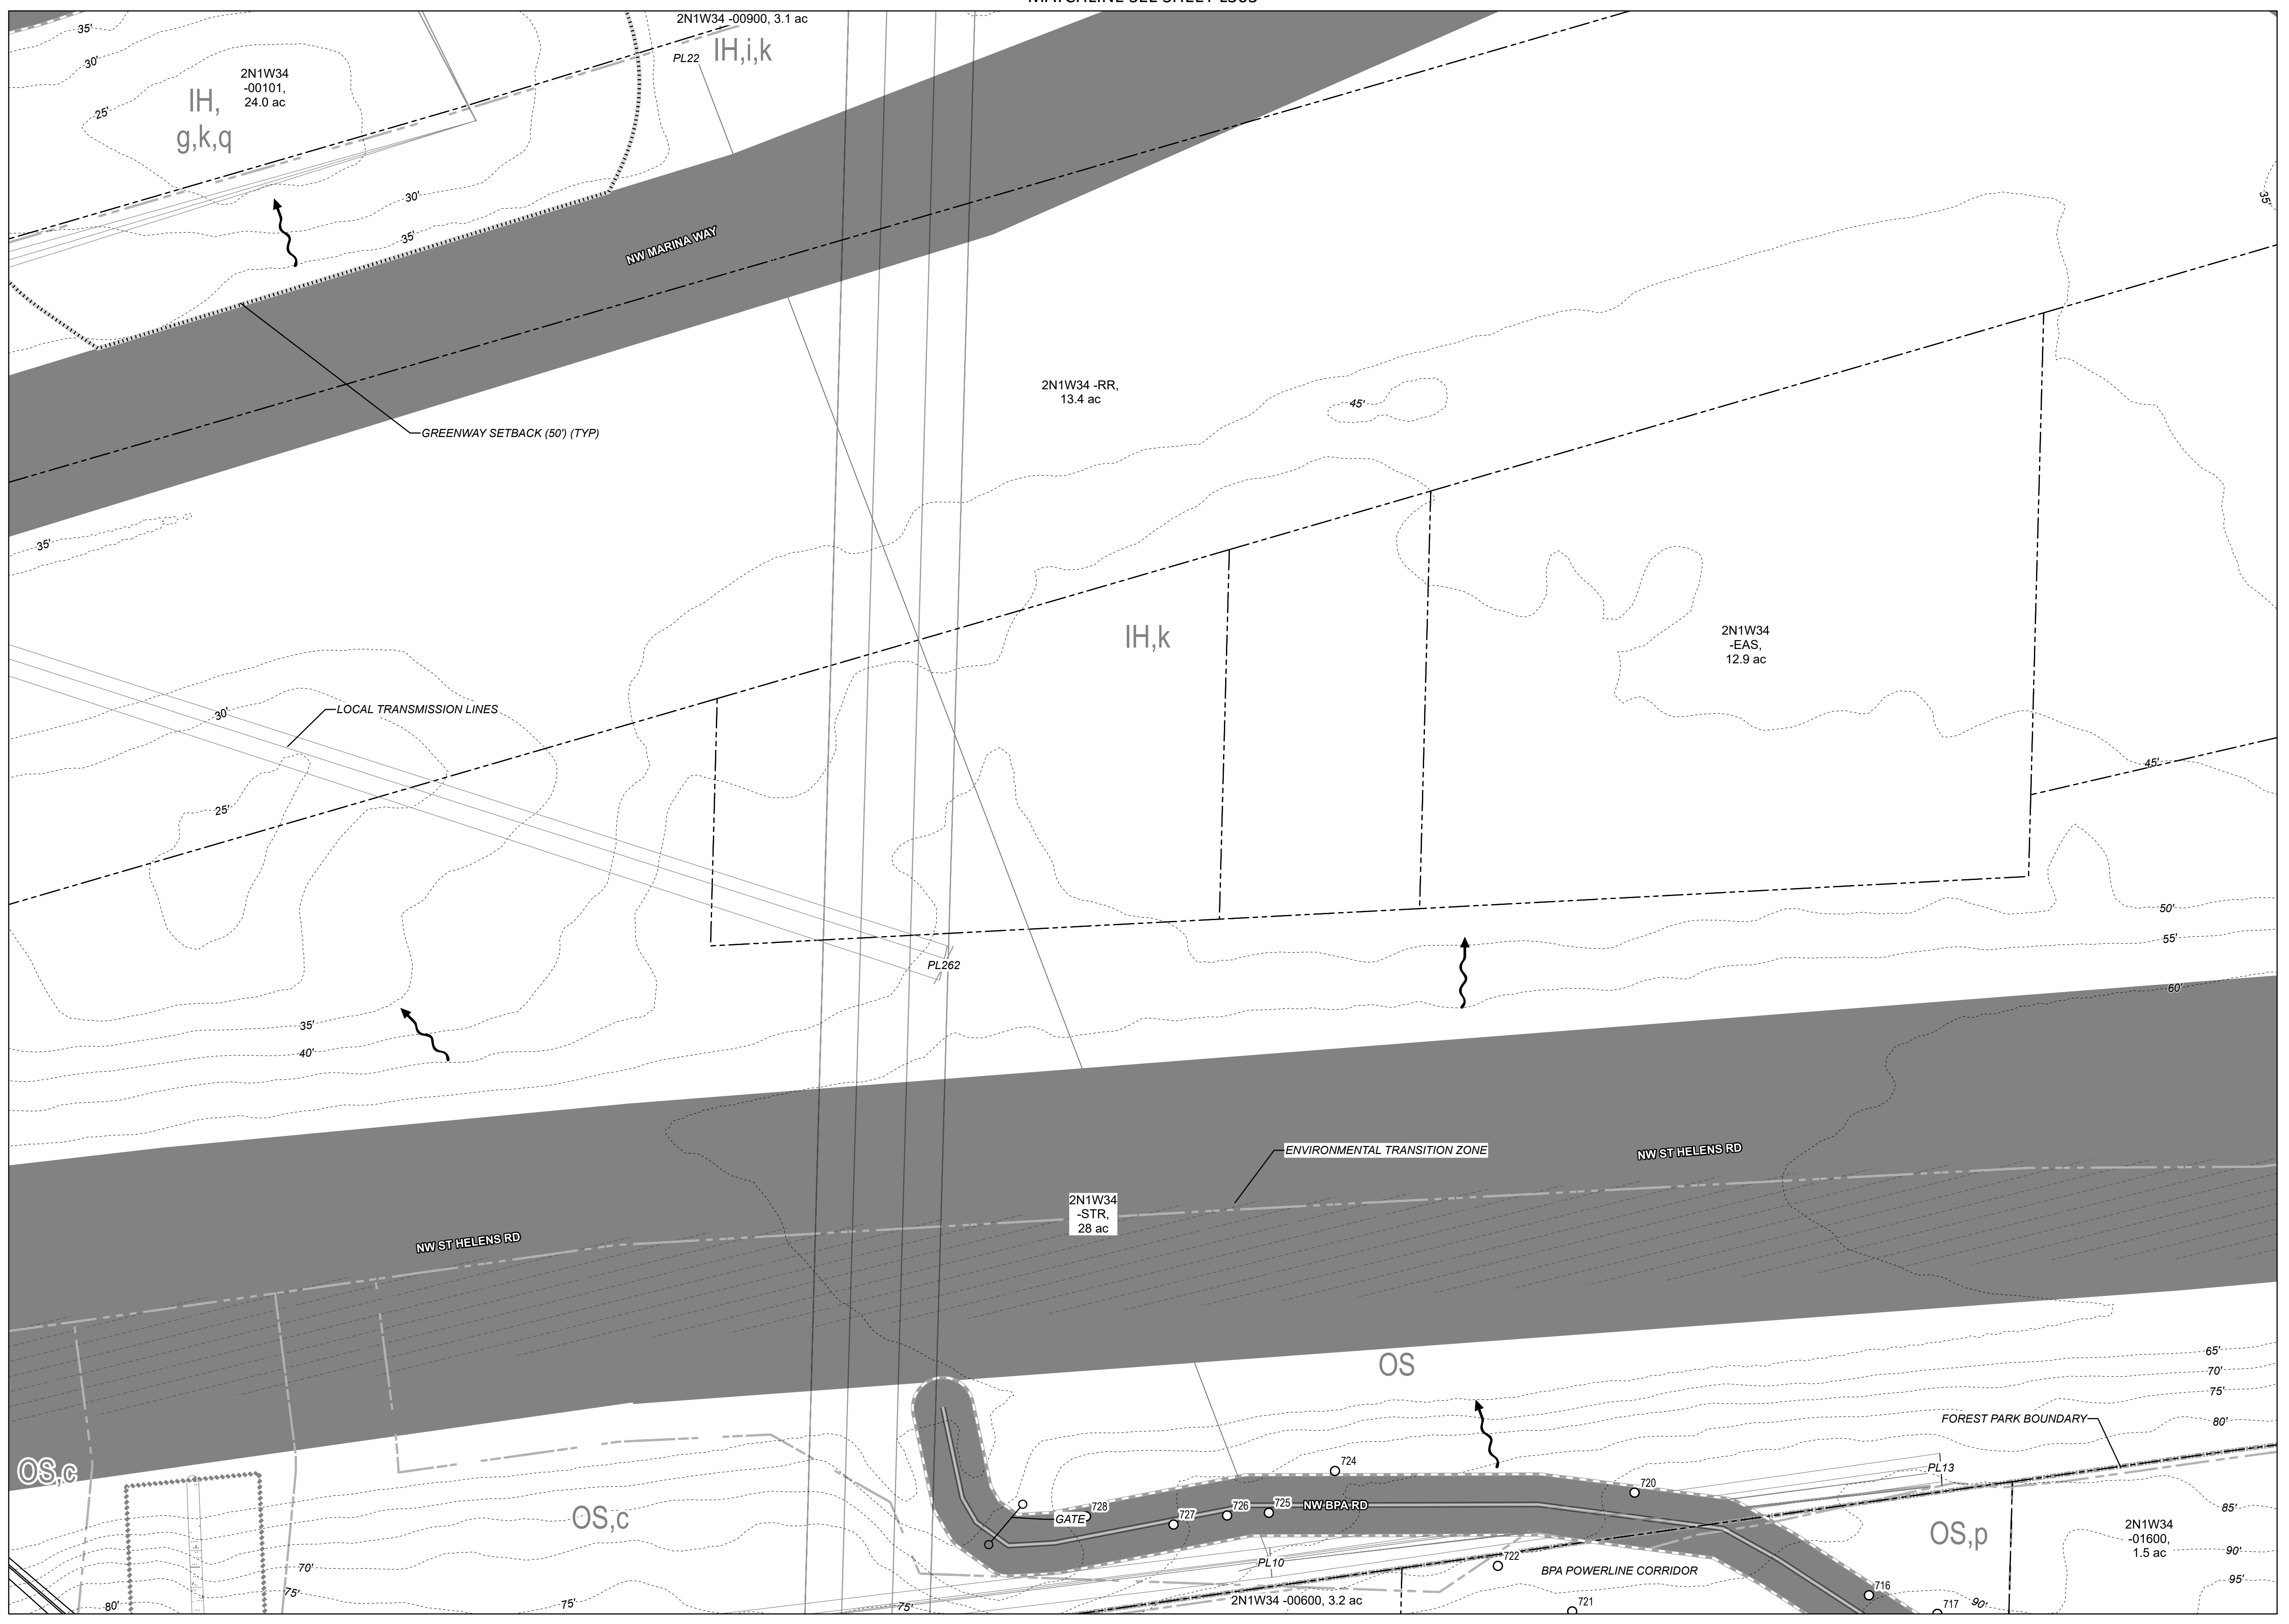 2N1W34 -00900, 3.1 ac
IH,i,k
PL22
35'
30'
25'
2N1W34
-00101,
24.0 ac
IH,
g,k,q
30'
35'
35'
NW MARINA WAY
2N1W34 -RR,
13.4 ac
45'
GREENWAY SETBACK (50') (TYP)
35'
IH,k
2N1W34
-EAS,
12.9 ac
LOCAL TRANSMISSION LINES
30'
25'
45'
50'
55'
60'
PL262
35'
40'
ENVIRONMENTAL TRANSITION ZONE
NW ST HELENS RD
2N1W34
-STR,
28 ac
NW ST HELENS RD
OS
65'
70'
75'
80'
FOREST PARK BOUNDARY
OS,c
OS,c
724
720
PL13
728
GATE
727
726
725
NW BPA RD
85'
OS,p
2N1W34
-01600,
1.5 ac
90'
95'
PL10
722
BPA POWERLINE CORRIDOR
70'
75'
80'
75'
75'
2N1W34 -00600, 3.2 ac
721
716
90'
717